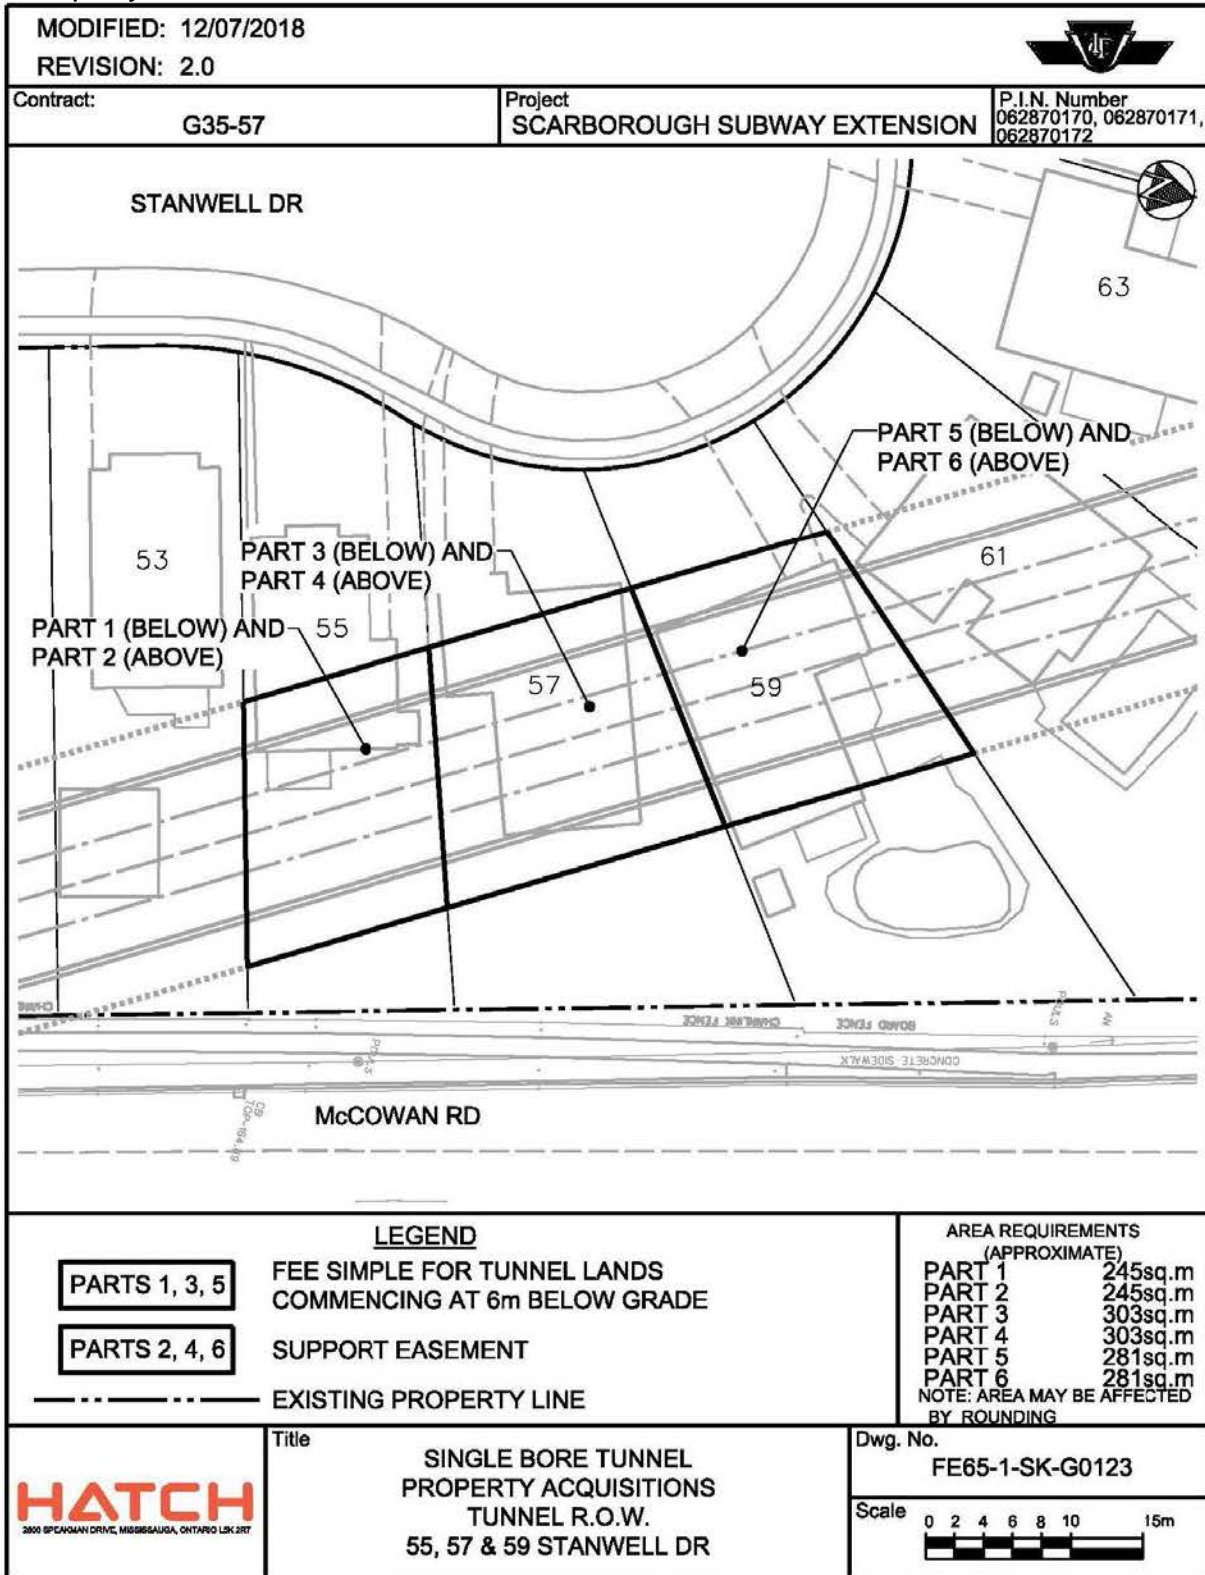 MODIFIED: 12/07/2018
REVISION: 2.0
Contract:
G35-57
Project
SCARBOROUGH SUBWAY EXTENSION
P.I.N. Number
062870170, 062870171,
062870172
STANWELL DR
63
PART 5 (BELOW) AND
PART 6 (ABOVE)
53
PART 3 (BELOW) AND
PART 4 (ABOVE)
61
PART 1 (BELOW) AND
PART 2 (ABOVE)
55
57
59
CHAINLINK FENCE
BOARD FENCE
CONCRETE SIDEWALK
McCOWAN RD
LEGEND
PARTS 1, 3, 5
FEE SIMPLE FOR TUNNEL LANDS
COMMENCING AT 6m BELOW GRADE
PARTS 2, 4, 6
SUPPORT EASEMENT
EXISTING PROPERTY LINE
AREA REQUIREMENTS
(APPROXIMATE)
PART 1 245sq.m
PART 2 245sq.m
PART 3 303sq.m
PART 4 303sq.m
PART 5 281sq.m
PART 6 281sq.m
NOTE: AREA MAY BE AFFECTED
BY ROUNDING
HATCH
2800 SPEAKMAN DRIVE, MISSISSAUGA, ONTARIO L5K 2R7
Title
SINGLE BORE TUNNEL
PROPERTY ACQUISITIONS
TUNNEL R.O.W.
55, 57 & 59 STANWELL DR
Dwg. No.
FE65-1-SK-G0123
Scale
0 2 4 6 8 10 15m